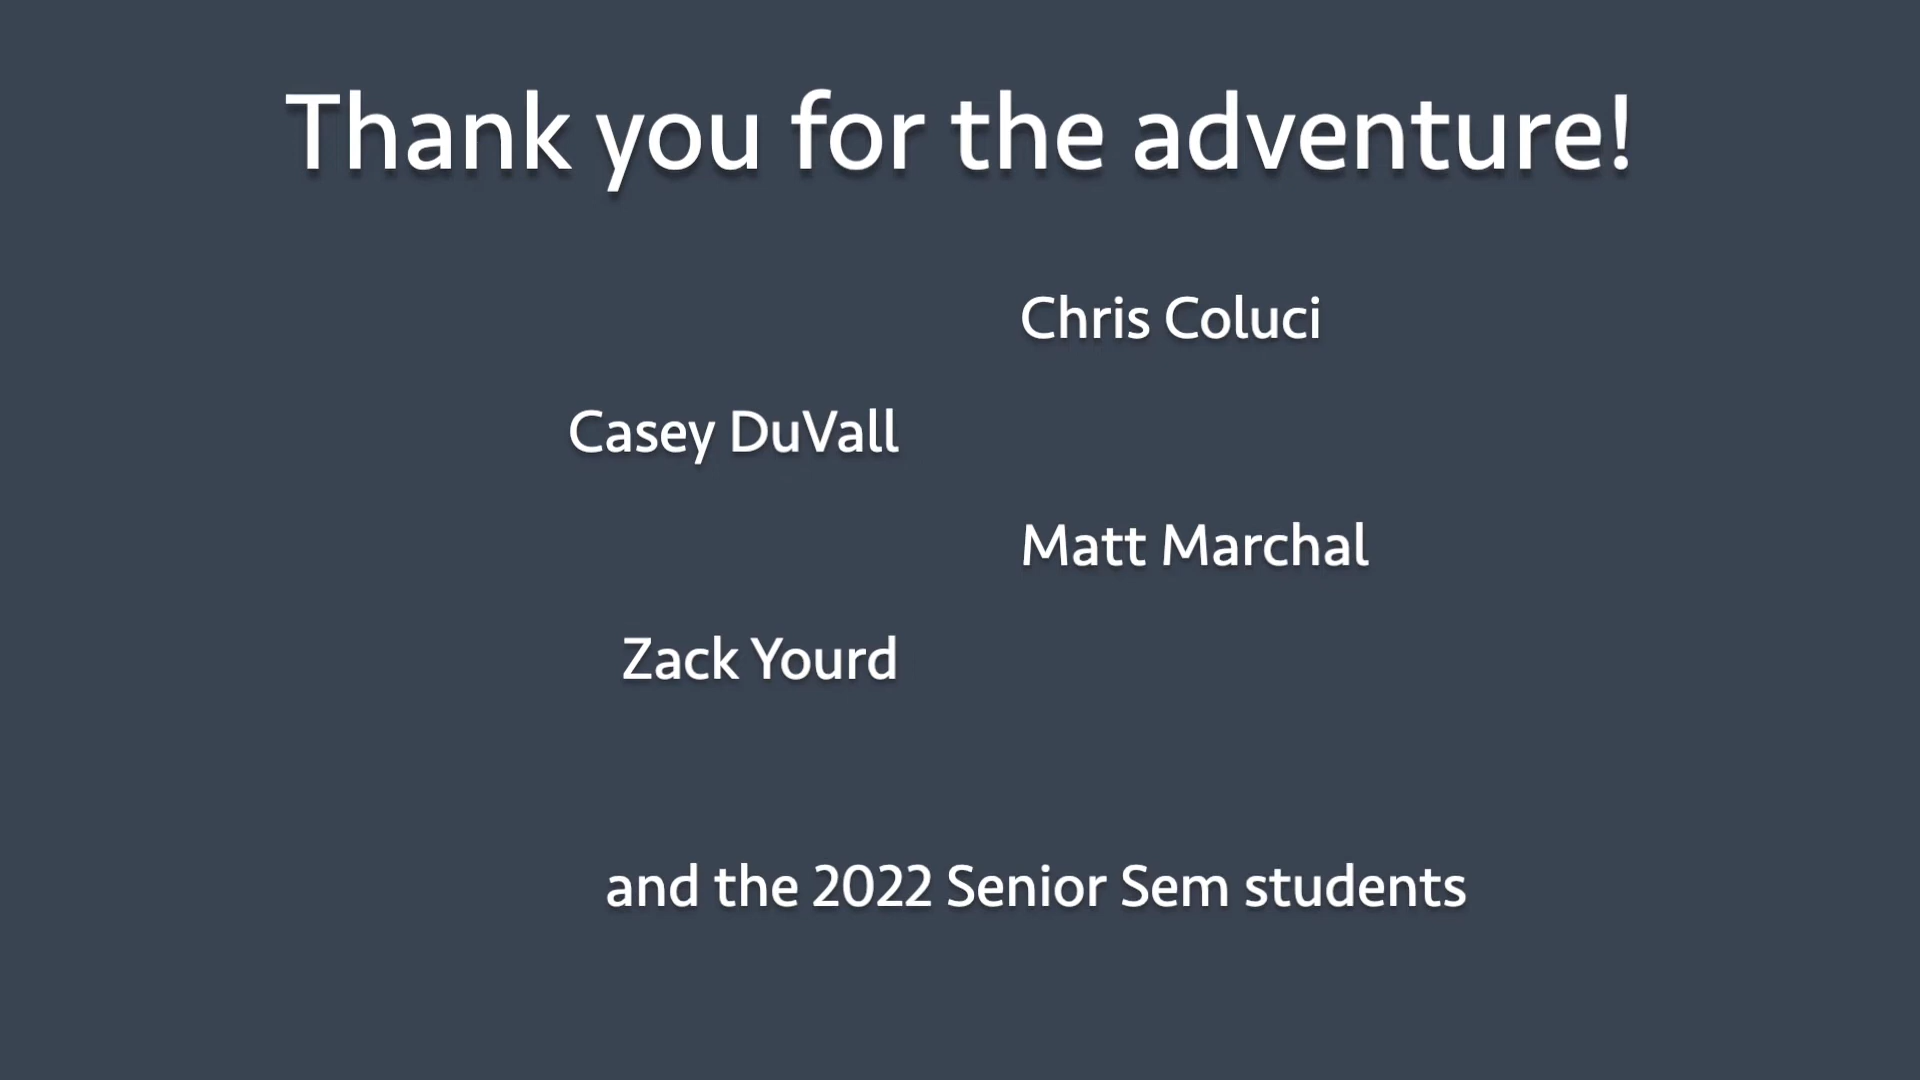 Thank you for the adventure!
Chris Coluci
Casey DuVall
Matt Marchal
Zack Yourd
and the 2022 Senior Sem students